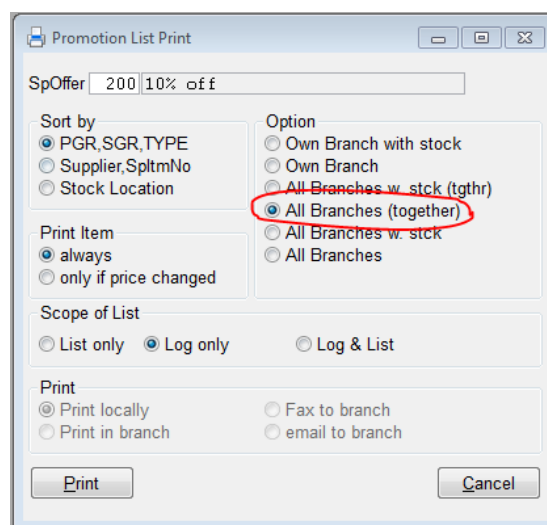 Promotion List Print
SpOffer 200 10% off
Sort by
PGR,SGR,TYPE
Supplier,SpltmNo
Stock Location
Option
Own Branch with stock
Own Branch
All Branches w. stck (tgthr)
All Branches (together)
All Branches w. stck
All Branches
Print Item
always
only if price changed
Scope of List
List only Log only Log & List
Print
Print locally
Print in branch
Fax to branch
email to branch
Print Cancel